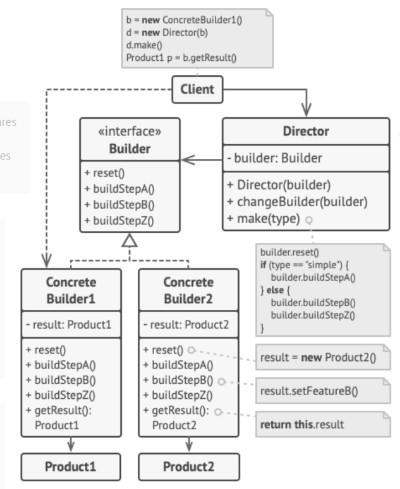 b = new ConcreteBuilder1()
d = new Director(b)
d.make()
Product1 p = b.getResult()
Client
ures
es
«interface»
Builder
+ reset()
+ buildStepA()
+ buildStepB()
+ buildStepZ()
Director
- builder: Builder
+ Director(builder)
+ changeBuilder(builder)
+ make(type)
builder.reset()
if (type == "simple") {
builder.buildStepA()
} else {
builder.buildStepB()
builder.buildStepZ()
}
Concrete
Builder1
- result: Product1
+ reset()
+ buildStepA()
+ buildStepB()
+ buildStepZ()
+ getResult():
Product1
Concrete
Builder2
- result: Product2
+ reset()
+ buildStepA()
+ buildStepB()
+ buildStepZ()
+ getResult():
Product2
result = new Product2()
result.setFeatureB()
return this.result
Product1
Product2